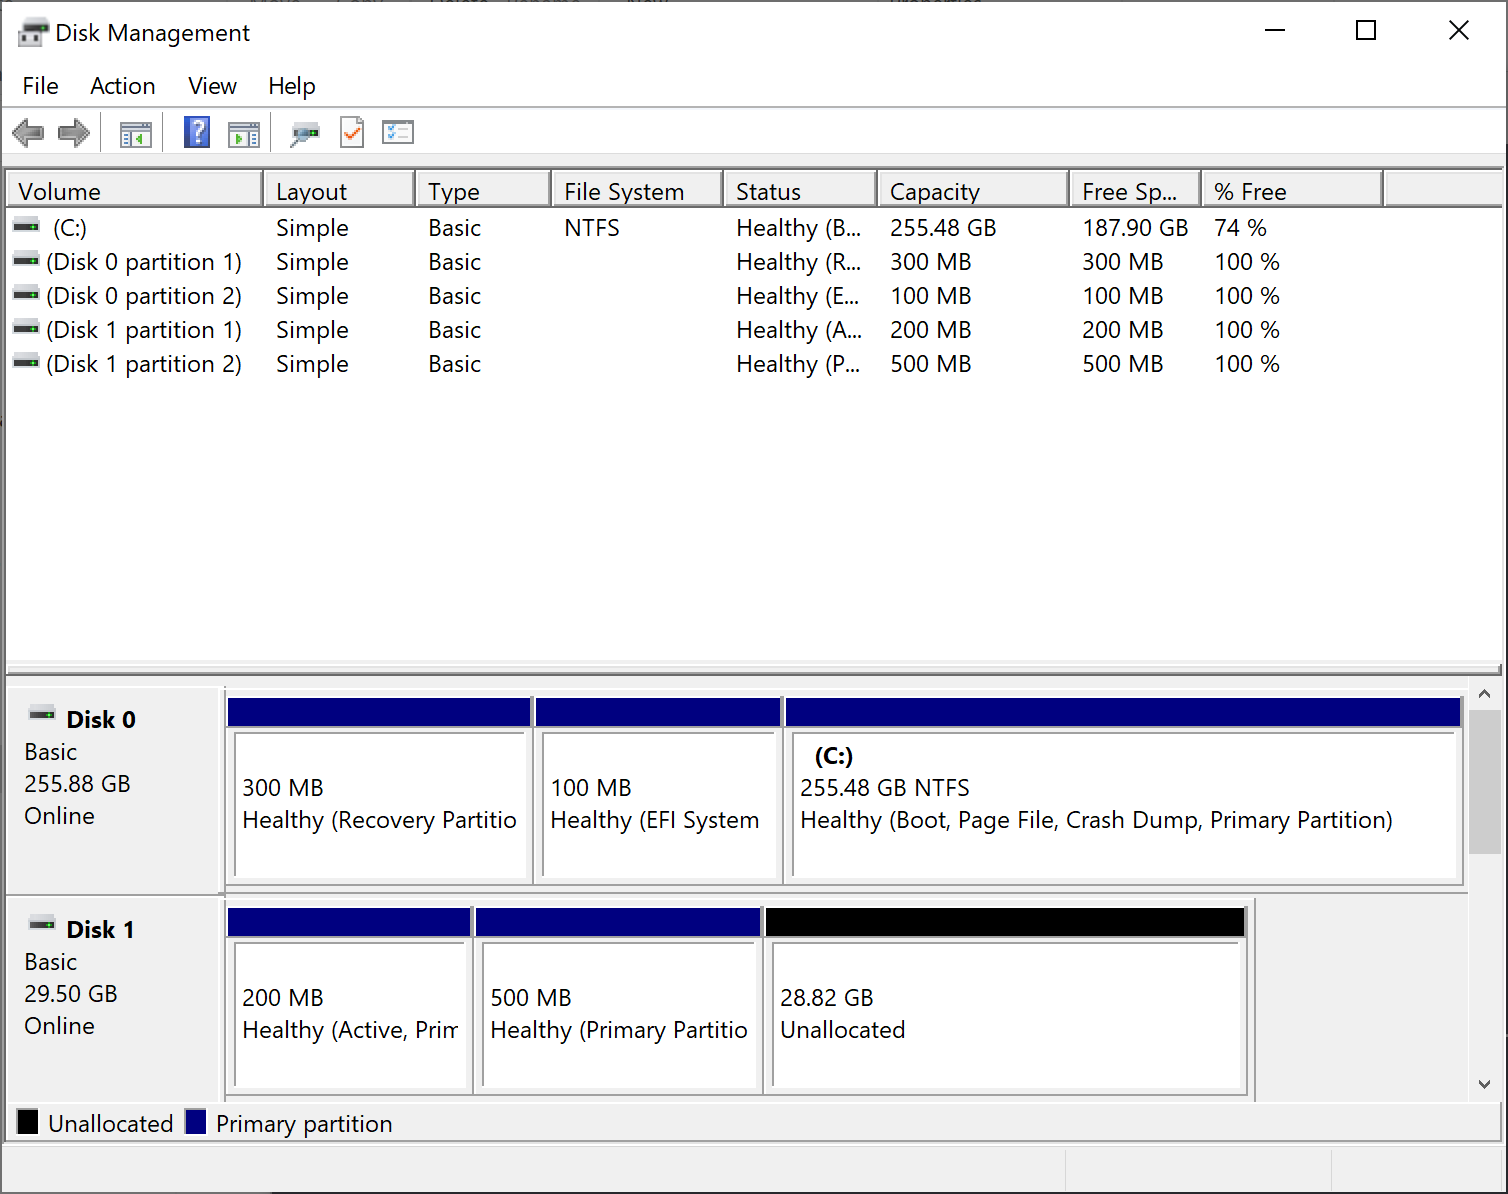 Disk Management
File Action View Help
Volume Layout Type File System Status Capacity Free Sp... % Free
(C:) Simple Basic NTFS Healthy (B... 255.48 GB 187.90 GB 74 %
(Disk 0 partition 1) Simple Basic Healthy (R... 300 MB 300 MB 100 %
(Disk 0 partition 2) Simple Basic Healthy (E... 100 MB 100 MB 100 %
(Disk 1 partition 1) Simple Basic Healthy (A... 200 MB 200 MB 100 %
(Disk 1 partition 2) Simple Basic Healthy (P... 500 MB 500 MB 100 %
Disk 0
Basic
255.88 GB
Online
300 MB
Healthy (Recovery Partitio
100 MB
Healthy (EFI System
(C:)
255.48 GB NTFS
Healthy (Boot, Page File, Crash Dump, Primary Partition)
Disk 1
Basic
29.50 GB
Online
200 MB
Healthy (Active, Prim
500 MB
Healthy (Primary Partitio
28.82 GB
Unallocated
Unallocated Primary partition